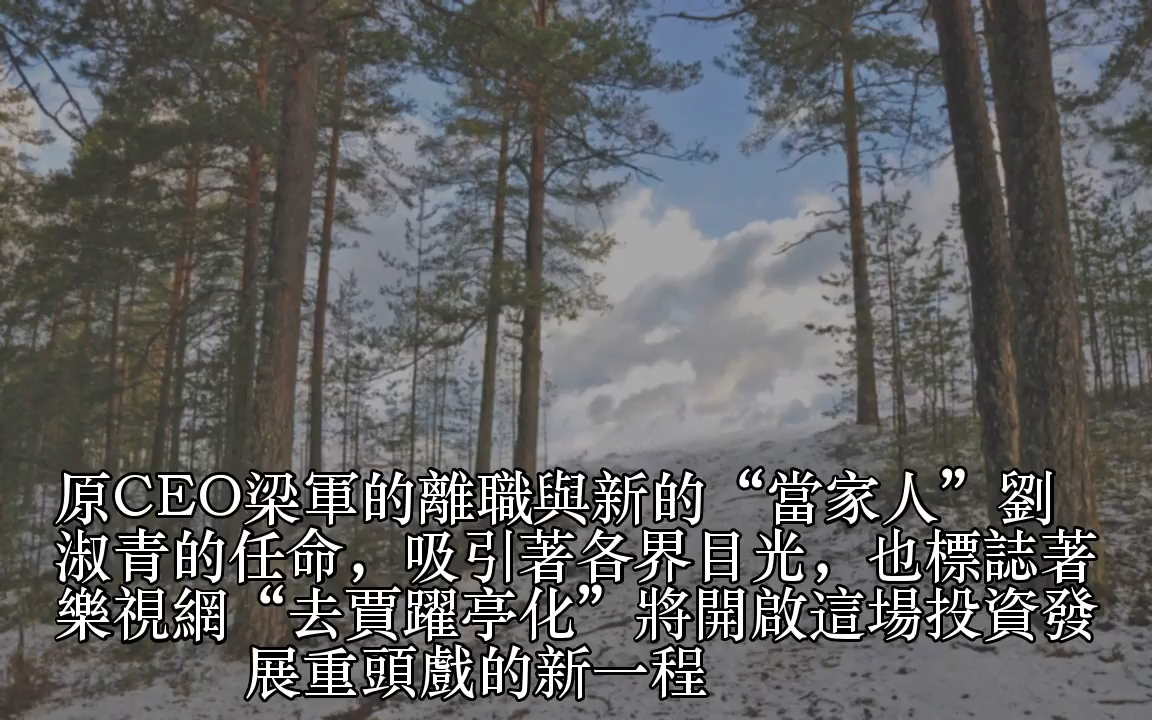 原CEO梁軍的離職與新的“當家人”劉
淑青的任命，吸引著各界目光，也標誌著
樂視網“去賈躍亭化”將開啟這場投資發
展重頭戲的新一程